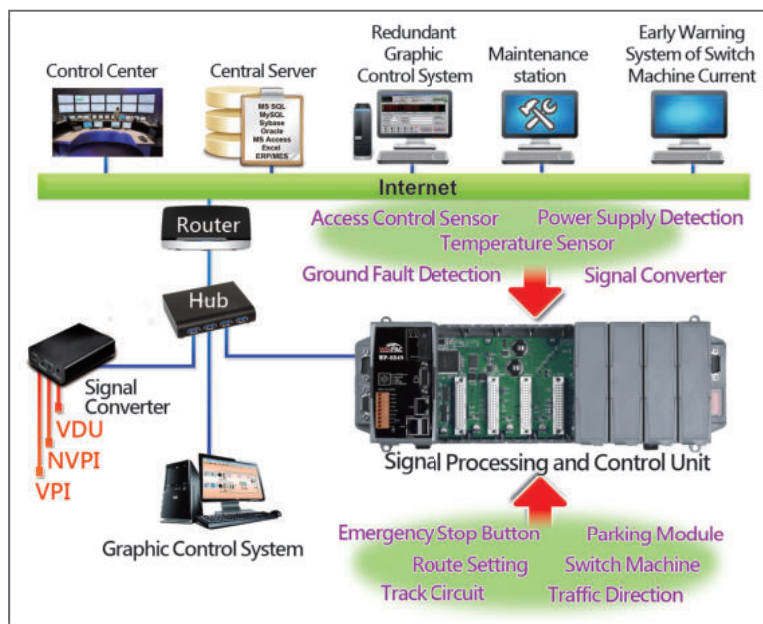 Control Center
Central Server
Redundant
Graphic
Control System
Maintenance
station
Early Warning
System of Switch
Machine Current
MS SQL
MySQL
Sybase
Oracle
MS Access
Excel
ERP/MES
Internet
Router
Access Control Sensor
Power Supply Detection
Temperature Sensor
Ground Fault Detection
Signal Converter
Hub
WinPAC
WP-8849
Signal
Converter
VDU
NVPI
VPI
Signal Processing and Control Unit
Graphic Control System
Emergency Stop Button
Parking Module
Route Setting
Switch Machine
Track Circuit
Traffic Direction